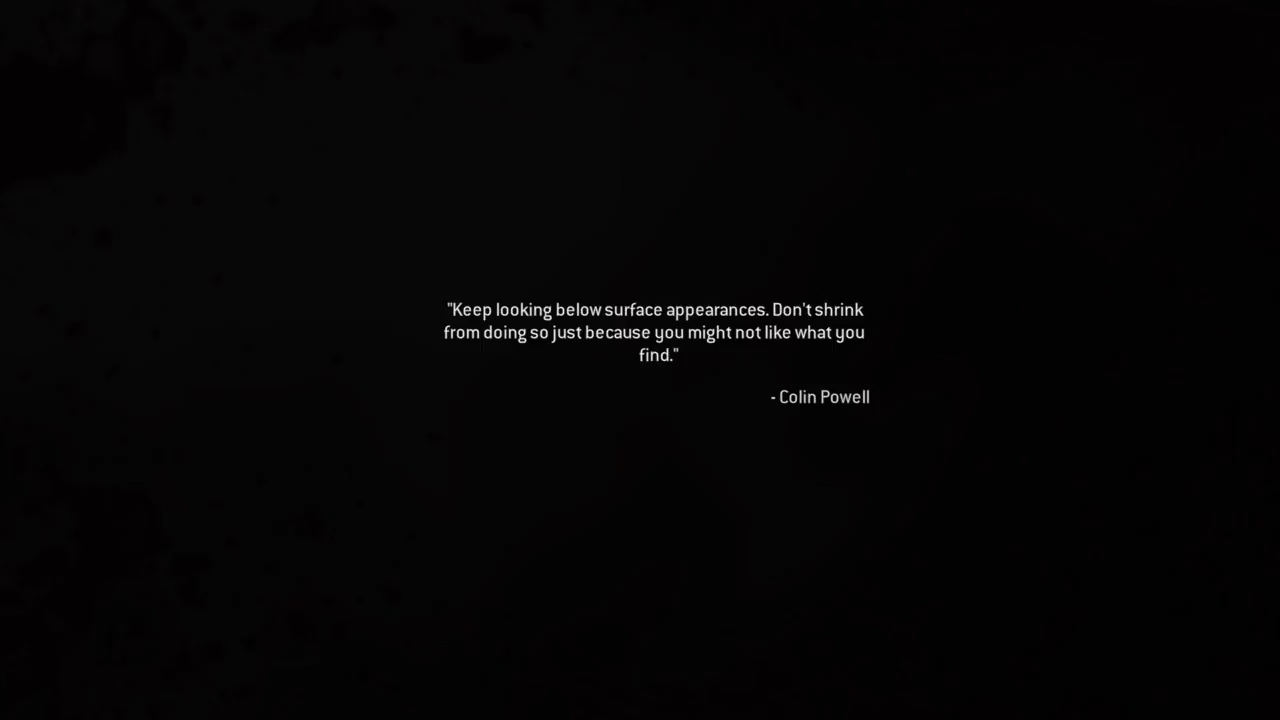 "Keep looking below surface appearances. Don't shrink
from doing so just because you might not like what you
find."
- Colin Powell